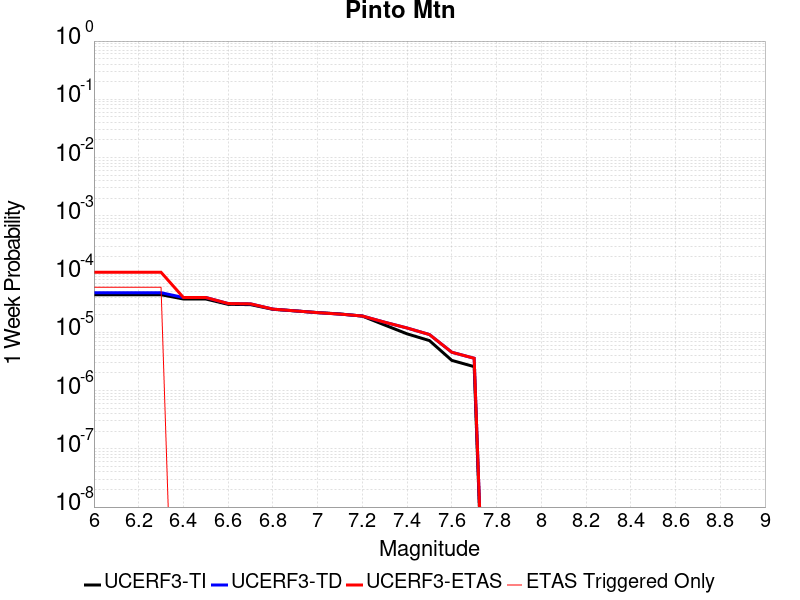 Pinto Mtn
10^0
10^-1
10^-2
10^-3
10^-4
10^-5
10^-6
10^-7
10^-8
1 Week Probability
6 6.2 6.4 6.6 6.8 7 7.2 7.4 7.6 7.8 8 8.2 8.4 8.6 8.8 9
Magnitude
UCERF3-TI UCERF3-TD UCERF3-ETAS ETAS Triggered Only